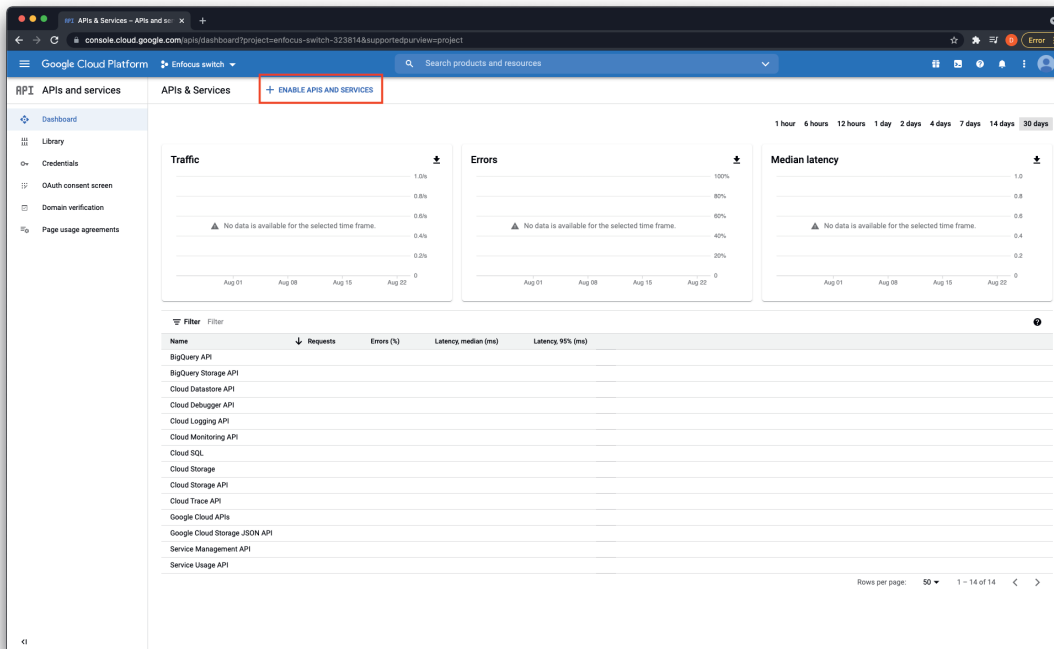 API APIs & Services – APIs and ser
console.cloud.google.com/apis/dashboard?project=enfocus-switch-323814&supportedpurview=project
D Error
Google Cloud Platform
Enfocus switch
Search products and resources
API APIs and services
APIs & Services
ENABLE APIS AND SERVICES
Dashboard
Library
Credentials
OAuth consent screen
Domain verification
Page usage agreements
1 hour 6 hours 12 hours 1 day 2 days 4 days 7 days 14 days 30 days
Traffic
1.0/s
0.8/s
0.6/s
No data is available for the selected time frame.
0.4/s
0.2/s
0
Aug 01 Aug 08 Aug 15 Aug 22
Errors
100%
80%
60%
No data is available for the selected time frame.
40%
20%
0
Aug 01 Aug 08 Aug 15 Aug 22
Median latency
1.0
0.8
0.6
No data is available for the selected time frame.
0.4
0.2
0
Aug 01 Aug 08 Aug 15 Aug 22
Filter Filter
Name Requests Errors (%) Latency, median (ms) Latency, 95% (ms)
BigQuery API
BigQuery Storage API
Cloud Datastore API
Cloud Debugger API
Cloud Logging API
Cloud Monitoring API
Cloud SQL
Cloud Storage
Cloud Storage API
Cloud Trace API
Google Cloud APIs
Google Cloud Storage JSON API
Service Management API
Service Usage API
Rows per page: 50 1 – 14 of 14